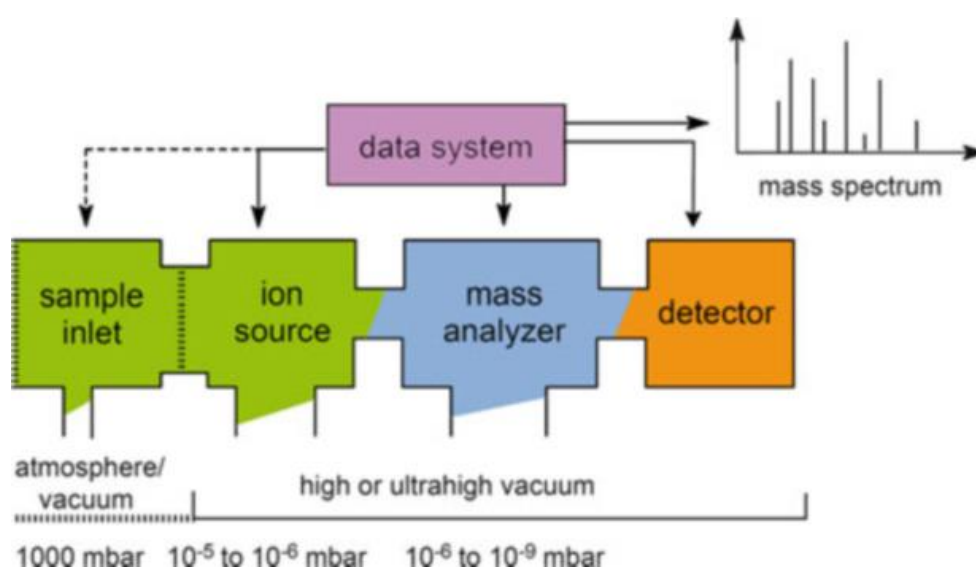 data system
mass spectrum
sample
inlet
ion
source
mass
analyzer
detector
atmosphere/
vacuum
high or ultrahigh vacuum
1000 mbar
10⁻⁵ to 10⁻⁶ mbar
10⁻⁶ to 10⁻⁹ mbar